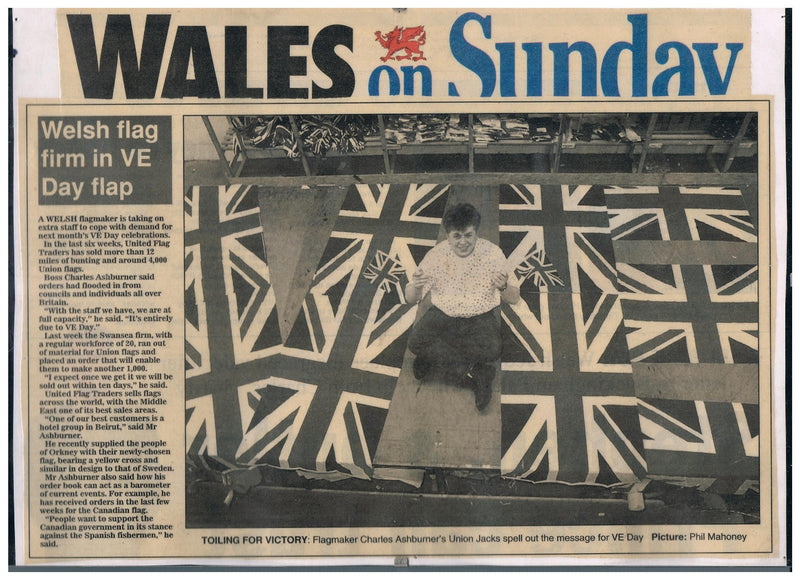 WALES on Sunday
Welsh flag
firm in VE
Day flap
A WELSH flagmaker is taking on
extra staff to cope with demand for
next month's VE Day celebrations.
In the last six weeks, United Flag
Traders has sold more than 12
miles of bunting and around 4,000
Union flags.
Boss Charles Ashburner said
orders had flooded in from
councils and individuals all over
Britain.
"With the staff we have, we are at
full capacity," he said. "It's entirely
due to VE Day."
Last week the Swansea firm, with
a regular workforce of 20, ran out
of material for Union flags and
placed an order that will enable
them to make another 1,000.
"I expect once we get it we will be
sold out within ten days," he said.
United Flag Traders sells flags
across the world, with the Middle
East one of its best sales areas.
"One of our best customers is a
hotel group in Beirut," said Mr
Ashburner.
He recently supplied the people
of Orkney with their newly-chosen
flag, bearing a yellow cross and
similar in design to that of Sweden.
Mr Ashburner also said how his
order book can act as a barometer
of current events. For example, he
has received orders in the last few
weeks for the Canadian flag.
"People want to support the
Canadian government in its stance
against the Spanish fishermen," he
said.
TOILING FOR VICTORY: Flagmaker Charles Ashburner's Union Jacks spell out the message for VE Day Picture: Phil Mahoney